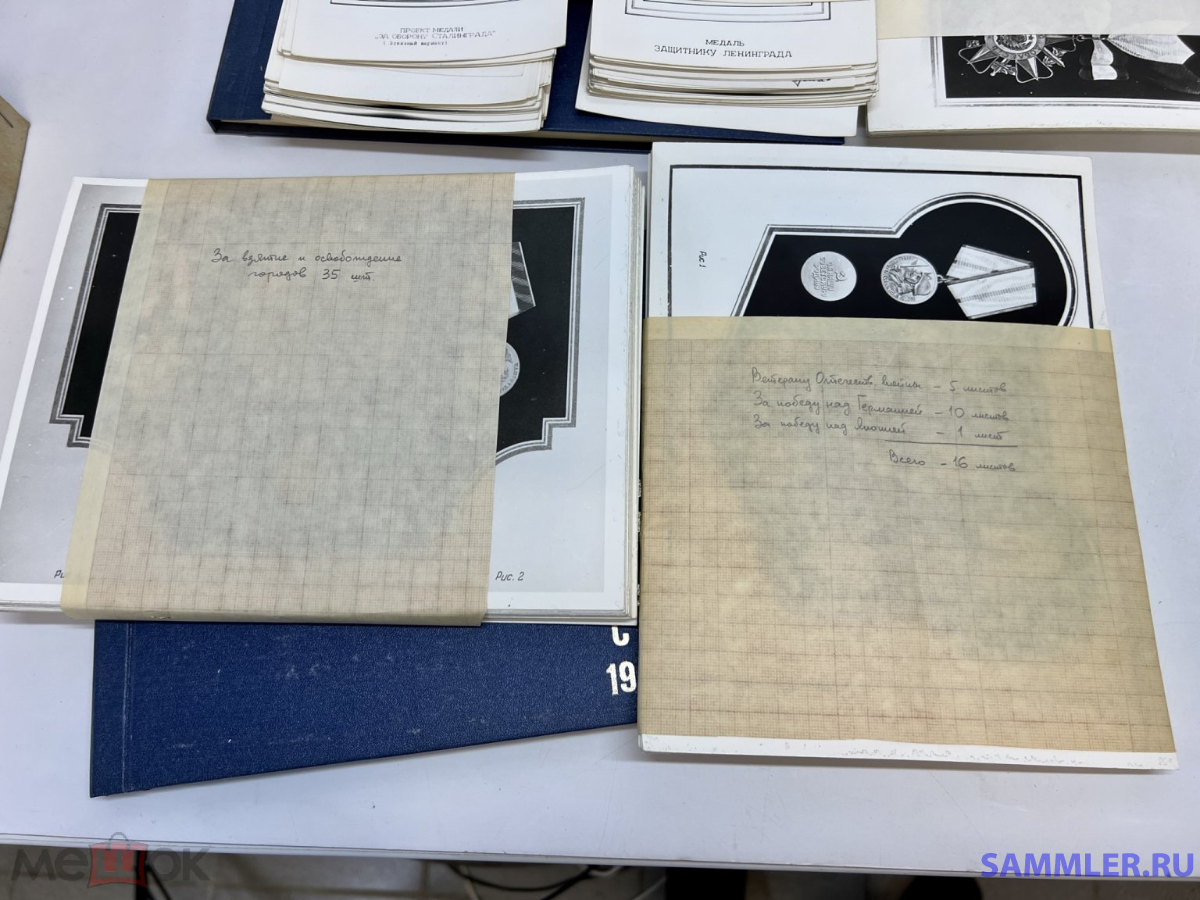 ПРОЕКТ МЕДАЛИ
"ЗА ОБОРОНУ СТАЛИНГРАДА"
МЕДАЛЬ
ЗАЩИТНИКУ ЛЕНИНГРАДА
За взятие и освобождение
городов 35 шт.
Рис. 2
Рис 1
Ветерану Отечеств. войны – 5 листов
За победу над Германией – 10 листов
За победу над Японией – 1 лист
Всего – 16 листов
С
19
мешок
SAMMLER.RU